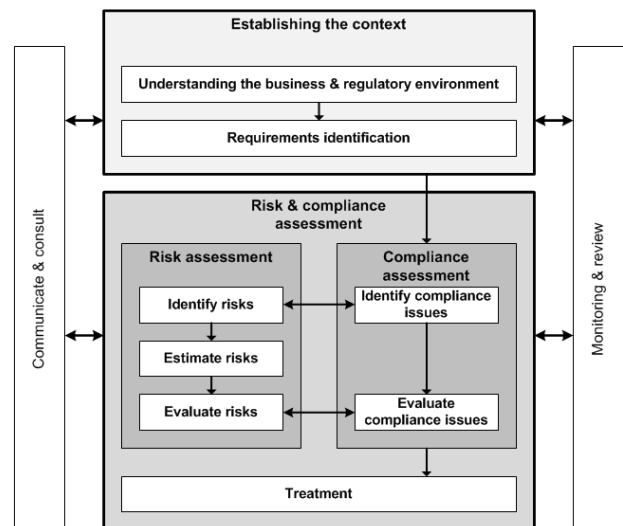 Establishing the context
Understanding the business & regulatory environment
Requirements identification
Communicate & consult
Monitoring & review
Risk & compliance
assessment
Risk assessment
Identify risks
Estimate risks
Evaluate risks
Compliance
assessment
Identify compliance
issues
Evaluate
compliance issues
Treatment